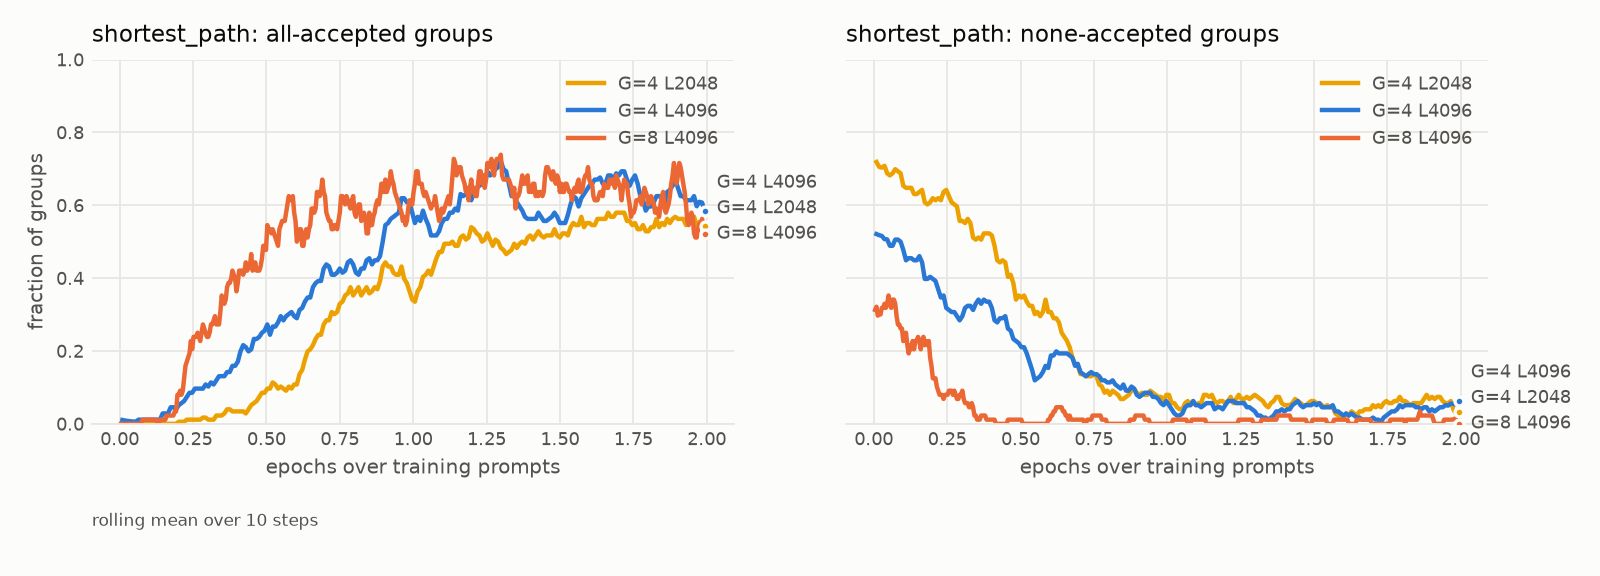 shortest_path: all-accepted groups
fraction of groups
1.0
0.8
0.6
0.4
0.2
0.0
G=4 L2048
G=4 L4096
G=8 L4096
G=4 L4096
G=4 L2048
G=8 L4096
0.00 0.25 0.50 0.75 1.00 1.25 1.50 1.75 2.00
epochs over training prompts
shortest_path: none-accepted groups
G=4 L2048
G=4 L4096
G=8 L4096
G=4 L4096
G=4 L2048
G=8 L4096
0.00 0.25 0.50 0.75 1.00 1.25 1.50 1.75 2.00
epochs over training prompts
rolling mean over 10 steps